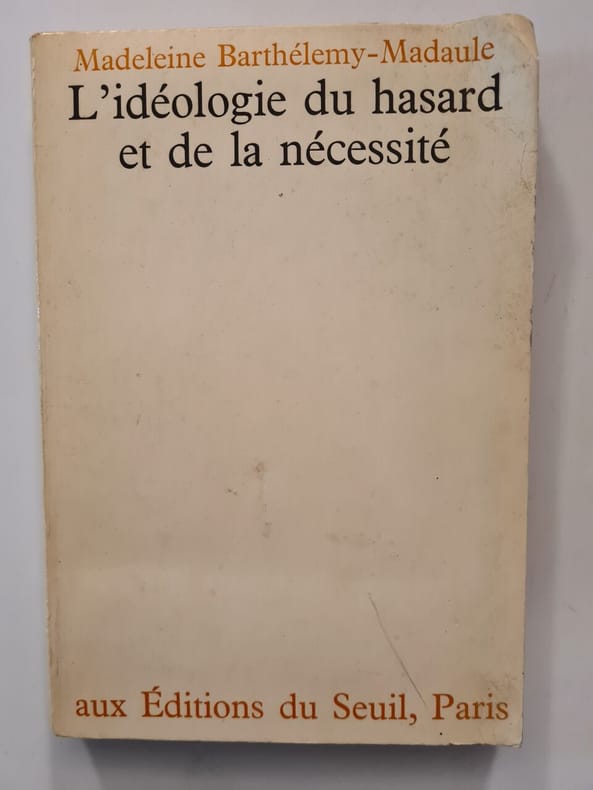 Madeleine Barthélemy-Madaule
L'idéologie du hasard
et de la nécessité
aux Éditions du Seuil, Paris